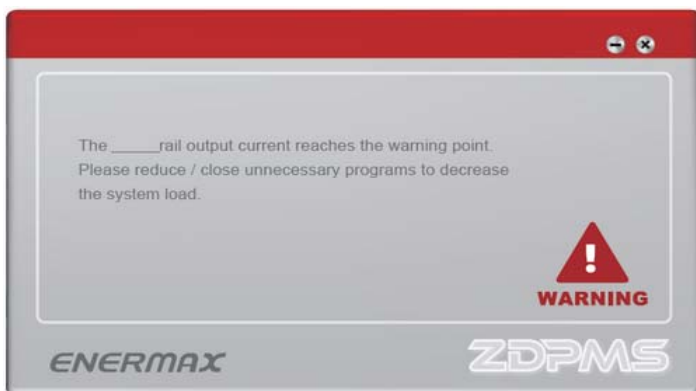 The _____rail output current reaches the warning point.
Please reduce / close unnecessary programs to decrease
the system load.
!
WARNING
ENERMAX
ZDPMS